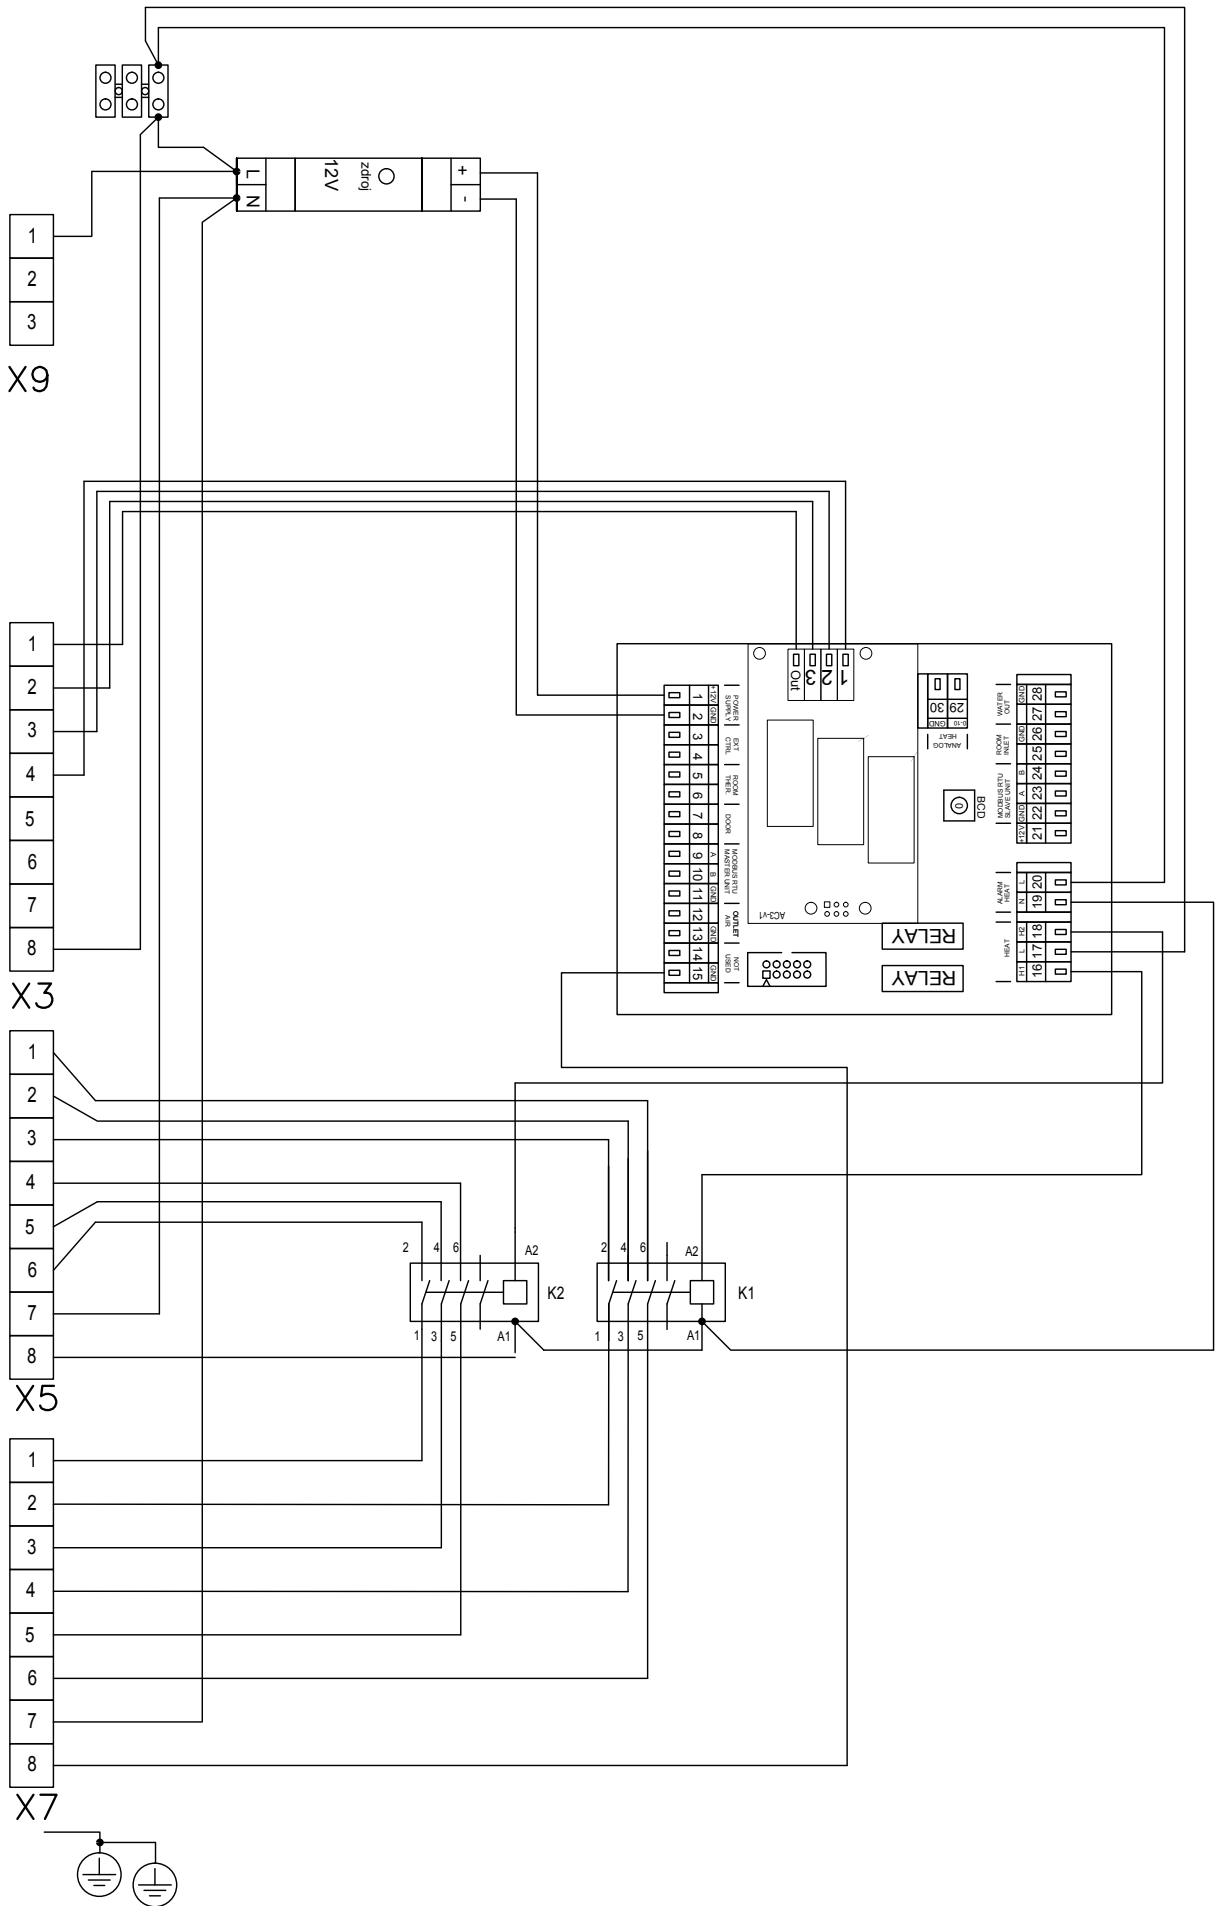 L
N
12V
zdroj
+
-
1
2
3
X9
1
2
3
4
5
6
7
8
X3
Out
3
2
1
1 +12V
2 GND
3
4
5
6
7
8
9 A
10 B
11 GND
12
13 GND
14
15 GND
POWER
SUPPLY
EXT
CTRL
ROOM
THER.
DOOR
MODBUS RTU
MASTER UNIT
OUTLET
AIR
NOT
USED
30 29
GND 0-10
ANALOG
HEAT
0
BCD
AC3-v1
RELAY
RELAY
WATER
OUT
ROOM
INLET
MODBUS RTU
SLAVE UNIT
GND 28
27
GND 26
25
B 24
A 23
GND 22
+12V 21
ALARM
HEAT
L 20
N 19
HEAT
H2 18
L 17
H1 16
1
2
3
4
5
6
7
8
X5
2 4 6 A2
K2
1 3 5 A1
2 4 6 A2
K1
1 3 5 A1
1
2
3
4
5
6
7
8
X7